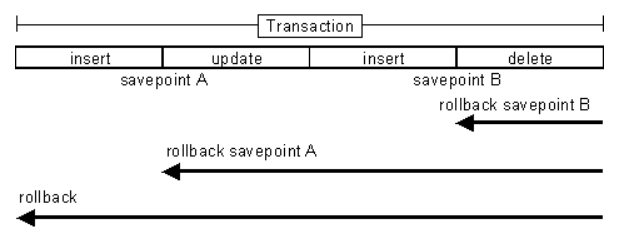 Transaction
insert update insert delete
savepoint A savepoint B
rollback savepoint B
rollback savepoint A
rollback